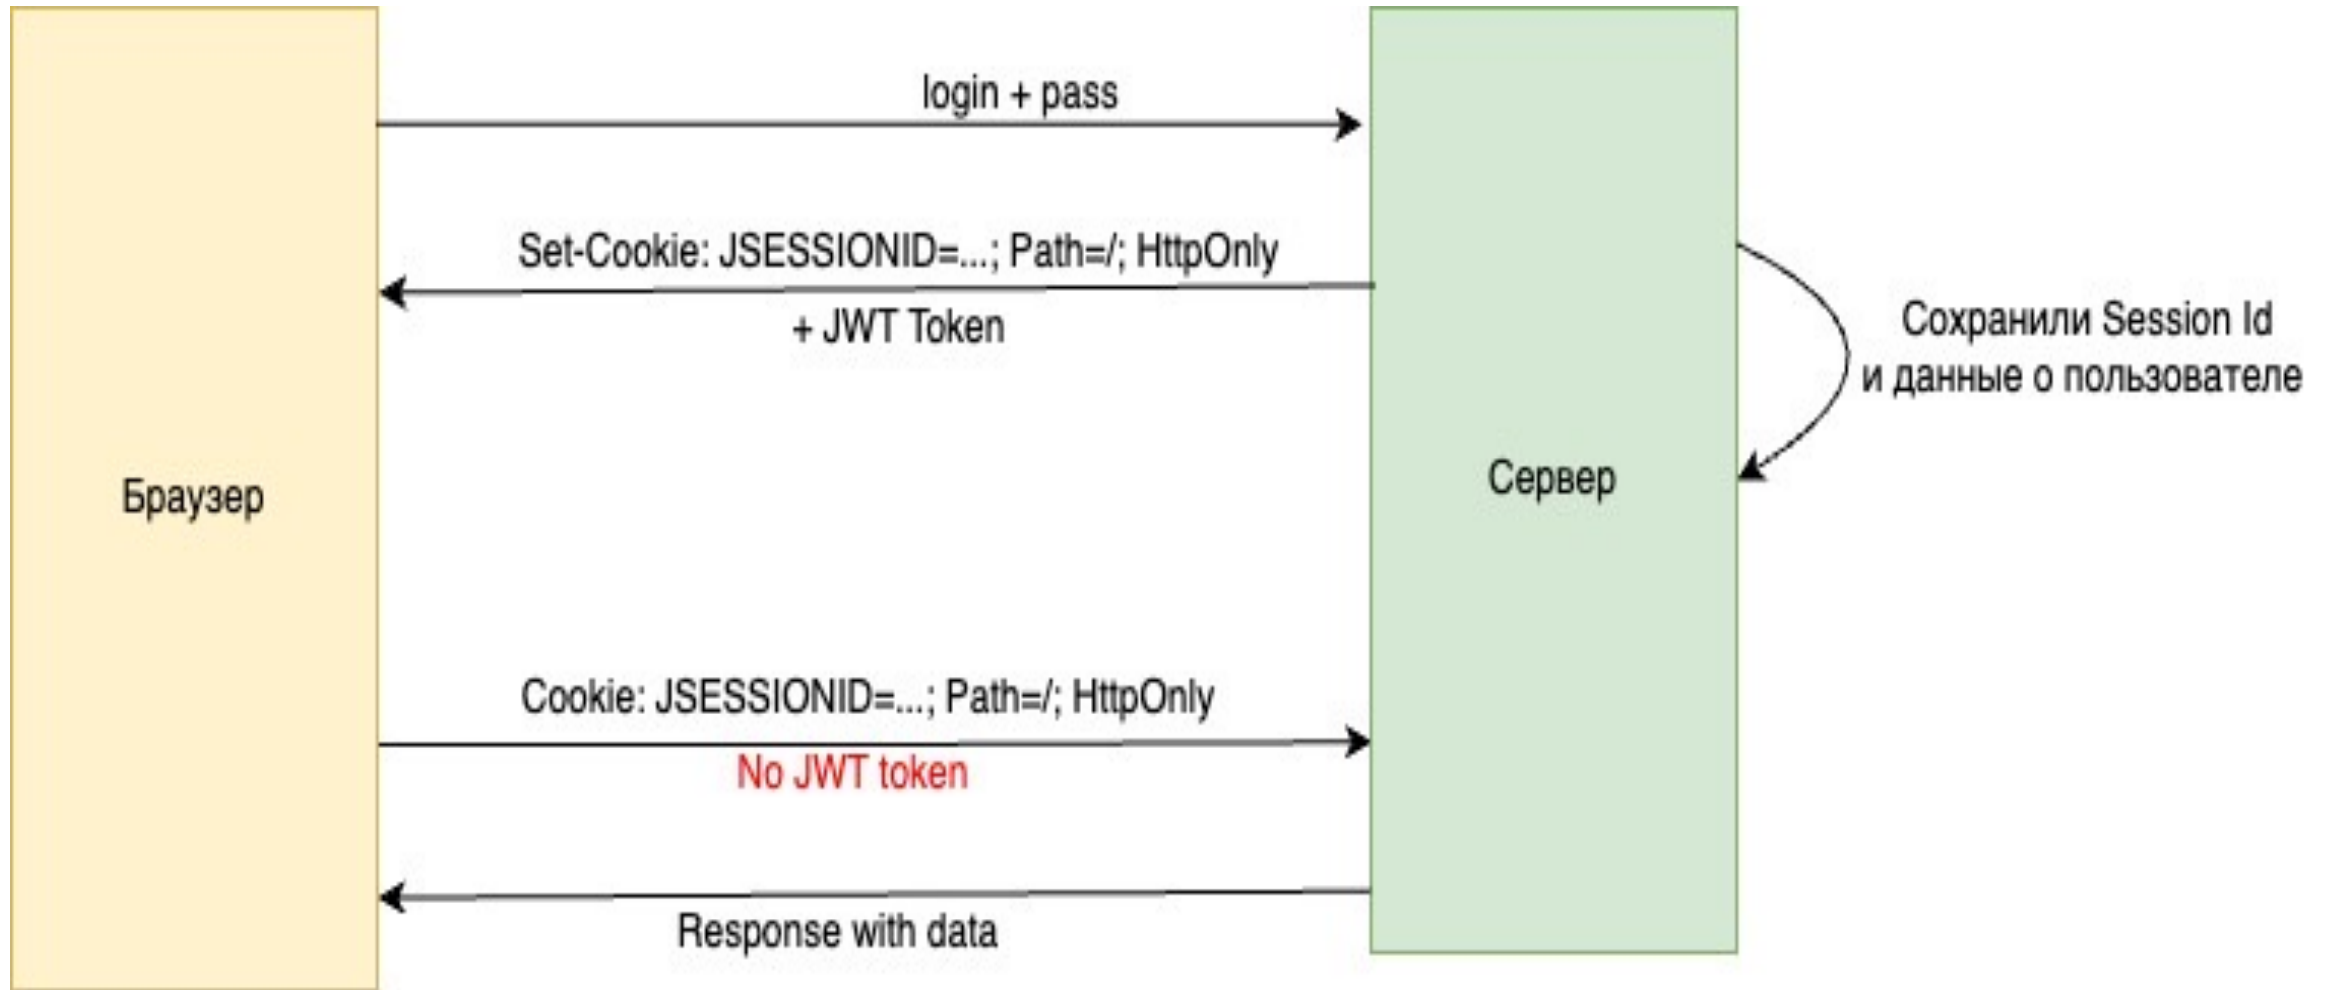 login + pass
Set-Cookie: JSESSIONID=...; Path=/; HttpOnly
+ JWT Token
Сохранили Session Id
и данные о пользователе
Браузер
Сервер
Cookie: JSESSIONID=...; Path=/; HttpOnly
No JWT token
Response with data